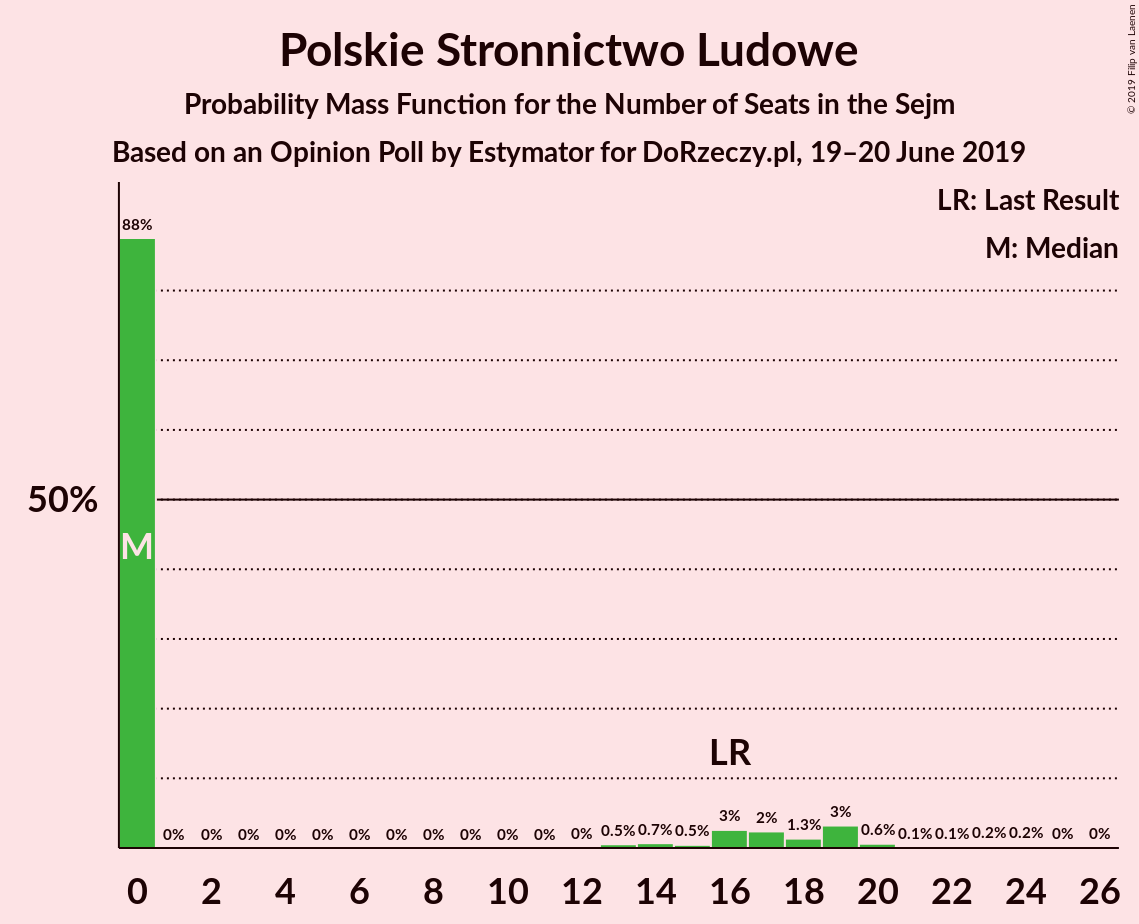 Polskie Stronnictwo Ludowe
Probability Mass Function for the Number of Seats in the Sejm
Based on an Opinion Poll by Estymator for DoRzeczy.pl, 19–20 June 2019
© 2019 Filip van Laenen
LR: Last Result
M: Median
88%
50%
M
LR
0% 0% 0% 0% 0% 0% 0% 0% 0% 0% 0% 0% 0.5% 0.7% 0.5% 3% 2% 1.3% 3% 0.6% 0.1% 0.1% 0.2% 0.2% 0% 0%
0 2 4 6 8 10 12 14 16 18 20 22 24 26